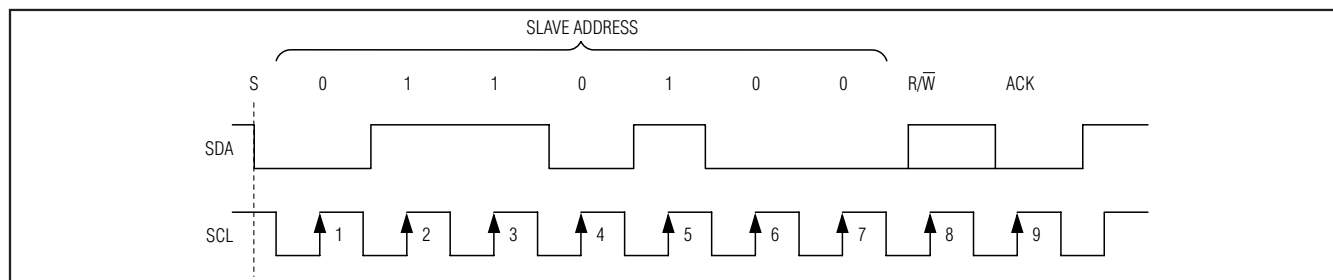 SLAVE ADDRESS
S 0 1 1 0 1 0 0 R/W̅ ACK
SDA
SCL 1 2 3 4 5 6 7 8 9